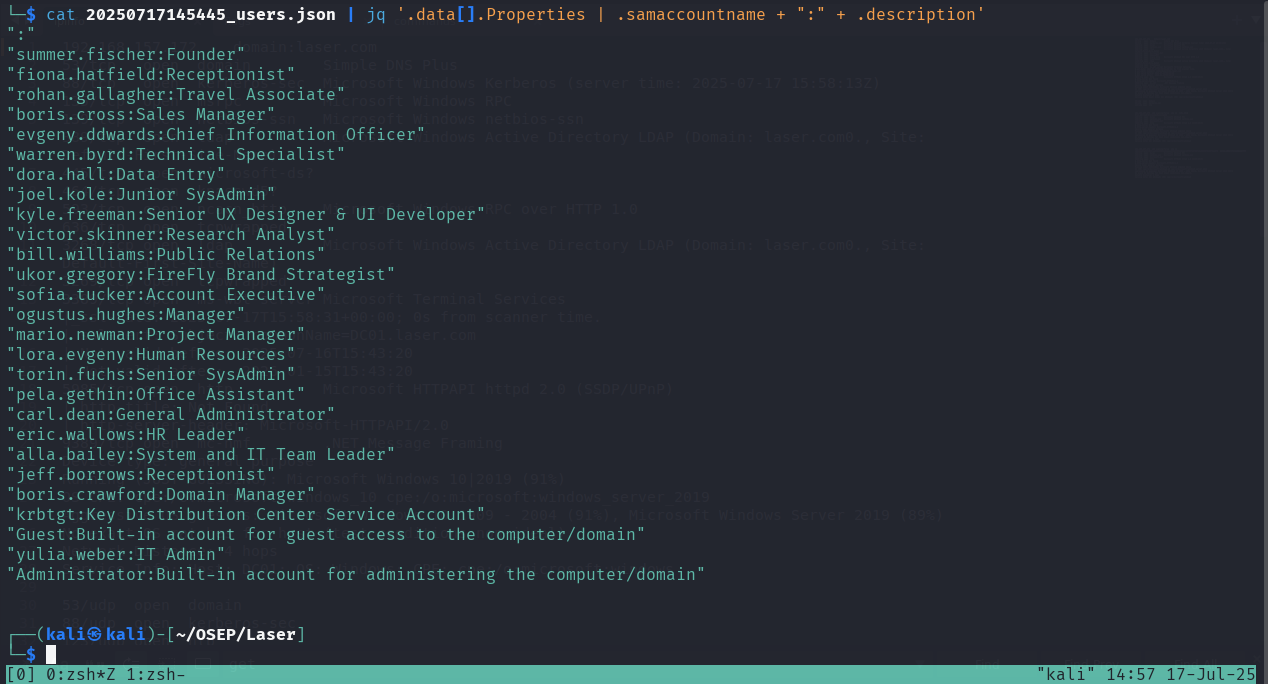 └─$ cat 20250717145445_users.json | jq '.data[].Properties | .samaccountname + ":" + .description'
":"
"summer.fischer:Founder"
"fiona.hatfield:Receptionist"
"rohan.gallagher:Travel Associate"
"boris.cross:Sales Manager"
"evgeny.ddwards:Chief Information Officer"
"warren.byrd:Technical Specialist"
"dora.hall:Data Entry"
"joel.kole:Junior SysAdmin"
"kyle.freeman:Senior UX Designer & UI Developer"
"victor.skinner:Research Analyst"
"bill.williams:Public Relations"
"ukor.gregory:FireFly Brand Strategist"
"sofia.tucker:Account Executive"
"ogustus.hughes:Manager"
"mario.newman:Project Manager"
"lora.evgeny:Human Resources"
"torin.fuchs:Senior SysAdmin"
"pela.gethin:Office Assistant"
"carl.dean:General Administrator"
"eric.wallows:HR Leader"
"alla.bailey:System and IT Team Leader"
"jeff.borrows:Receptionist"
"boris.crawford:Domain Manager"
"krbtgt:Key Distribution Center Service Account"
"Guest:Built-in account for guest access to the computer/domain"
"yulia.weber:IT Admin"
"Administrator:Built-in account for administering the computer/domain"
┌──(kali㉿kali)-[~/OSEP/Laser]
└─$
[0] 0:zsh*Z 1:zsh- "kali" 14:57 17-Jul-25